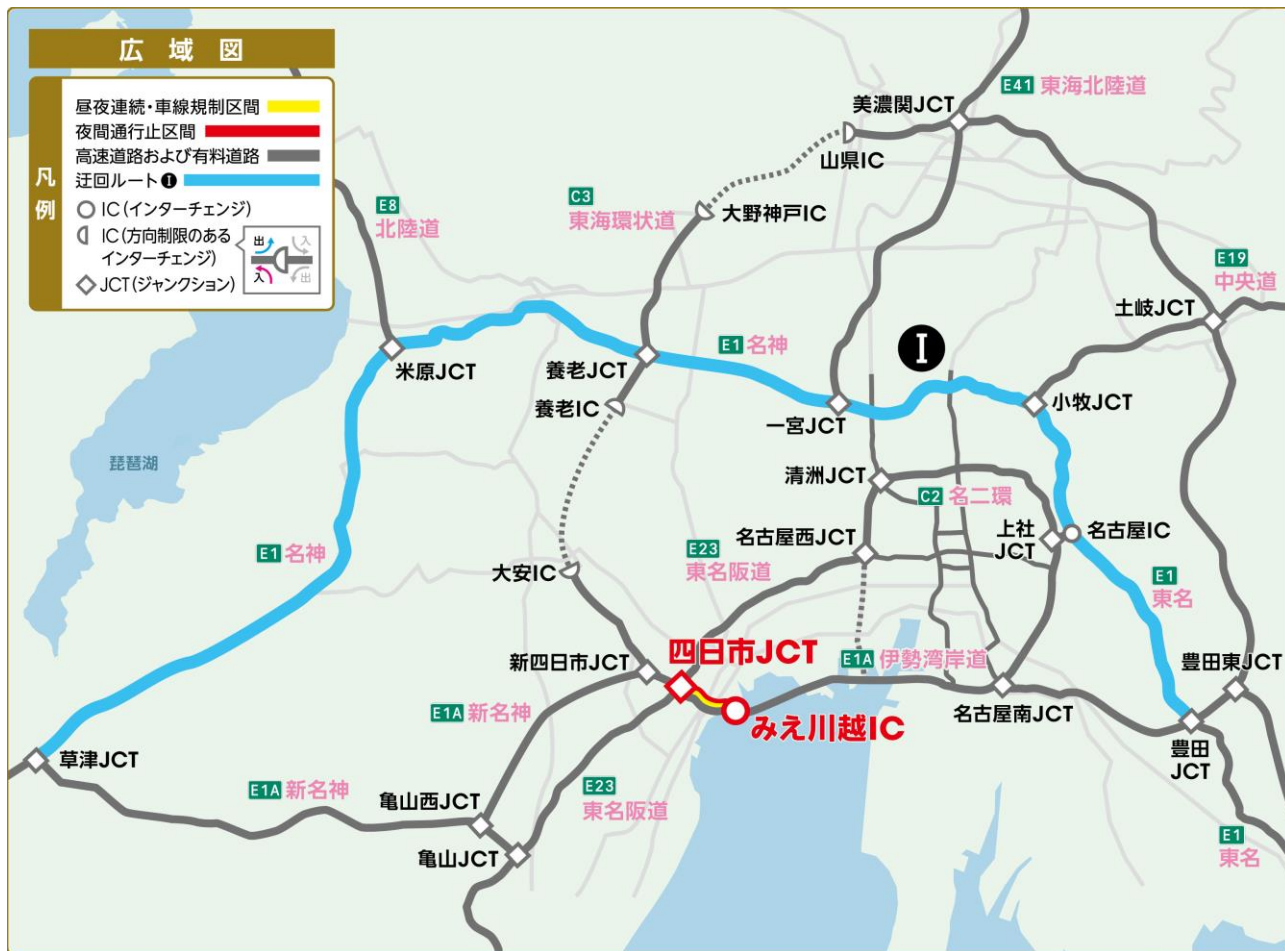 広域図
凡例
昼夜連続・車線規制区間
夜間通行止区間
高速道路および有料道路
迂回ルートⅠ
IC(インターチェンジ)
IC(方向制限のある
インターチェンジ)
出
入
入
出
JCT(ジャンクション)
E41 東海北陸道
美濃関JCT
山県IC
C3
東海環状道
大野神戸IC
E8
北陸道
E19
中央道
土岐JCT
Ⅰ
E1 名神
米原JCT
養老JCT
養老IC
一宮JCT
小牧JCT
琵琶湖
清洲JCT
C2 名二環
上社
JCT
名古屋IC
名古屋西JCT
E1 名神
E23
東名阪道
大安IC
E1
東名
四日市JCT
新四日市JCT
E1A 伊勢湾岸道
豊田東JCT
E1A 新名神
みえ川越IC
名古屋南JCT
豊田
JCT
草津JCT
E1A 新名神
亀山西JCT
E23
東名阪道
亀山JCT
E1
東名